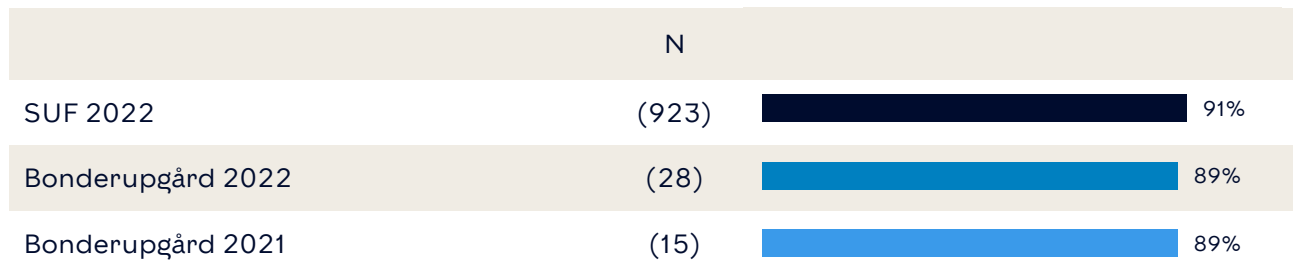 N
SUF 2022 (923) 91%
Bonderupgård 2022 (28) 89%
Bonderupgård 2021 (15) 89%